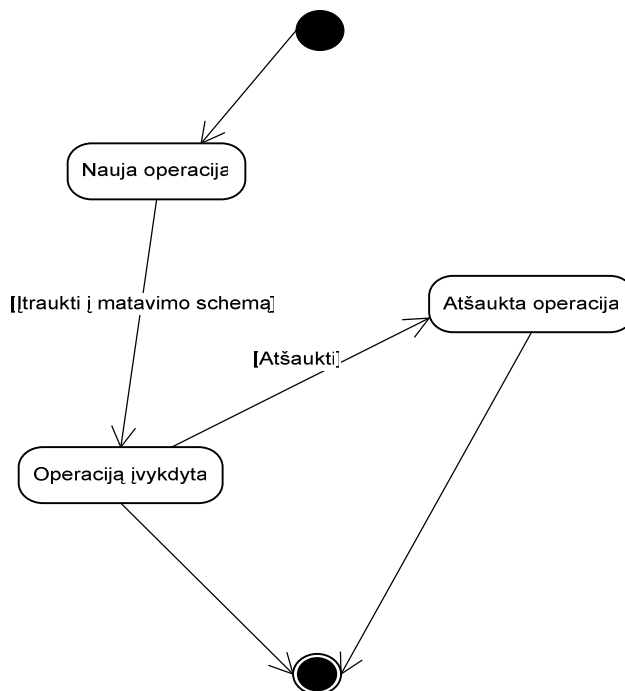 Nauja operacija
[Įtraukti į matavimo schemą]
Atšaukta operacija
[Atšaukti]
Operaciją įvykdyta